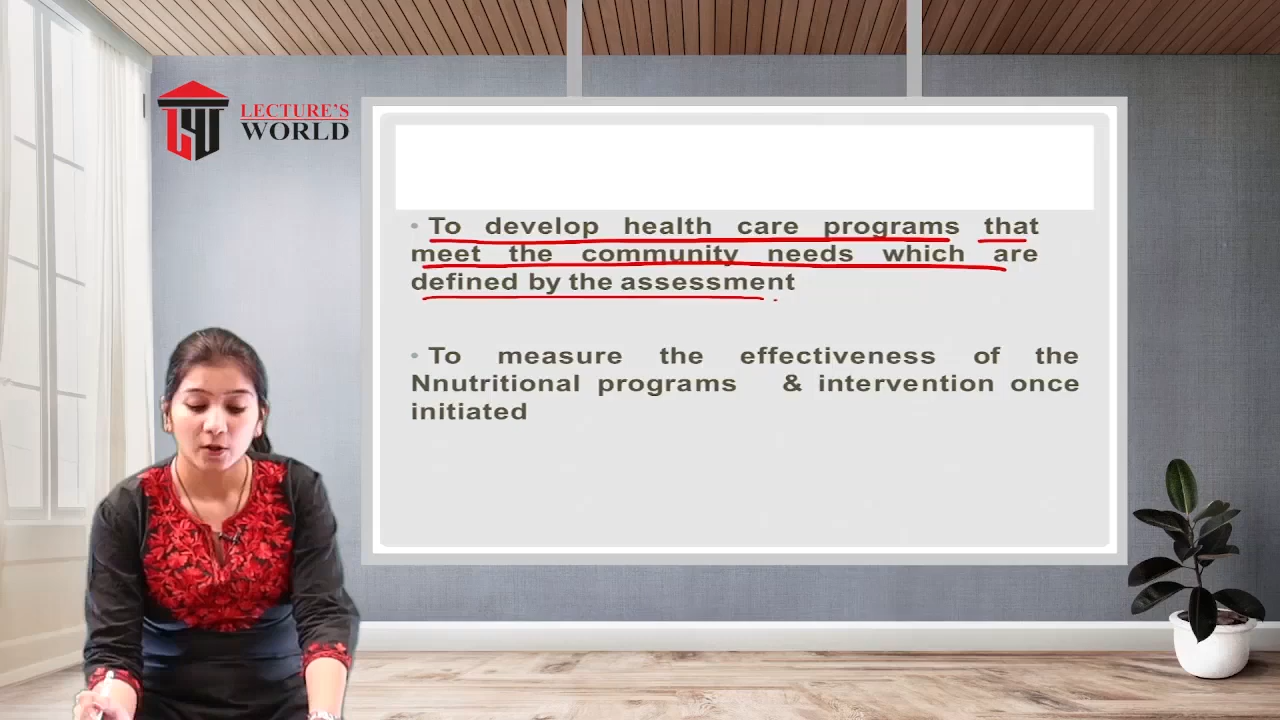 LECTURE'S
WORLD
• To develop health care programs that
meet the community needs which are
defined by the assessment
• To measure the effectiveness of the
Nnutritional programs & intervention once
initiated